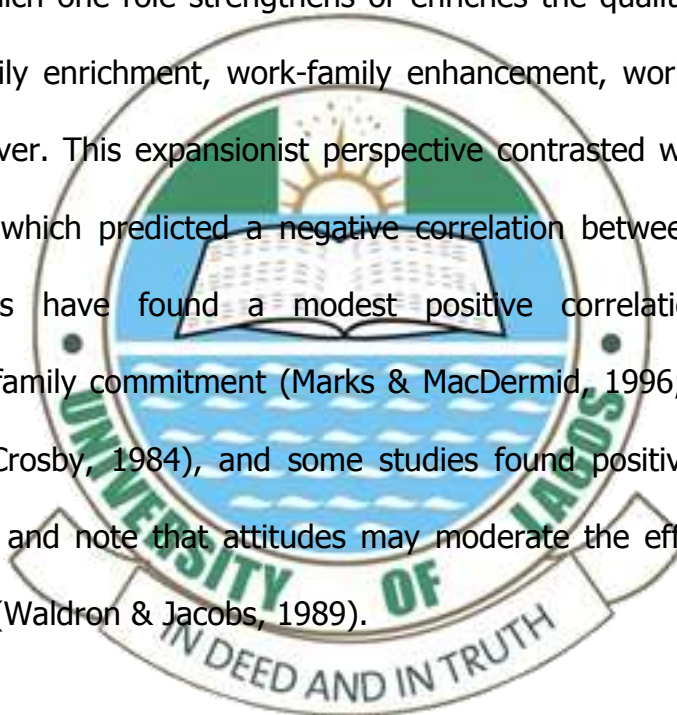 ich one role strengthens or enriches the qualit
ily enrichment, work-family enhancement, wor
ver. This expansionist perspective contrasted w
which predicted a negative correlation betwee
s have found a modest positive correlatio
family commitment (Marks & MacDermid, 1996;
Crosby, 1984), and some studies found positiv
and note that attitudes may moderate the eff
(Waldron & Jacobs, 1989).
UNIVERSITY OF LAGOS
IN DEED AND IN TRUTH